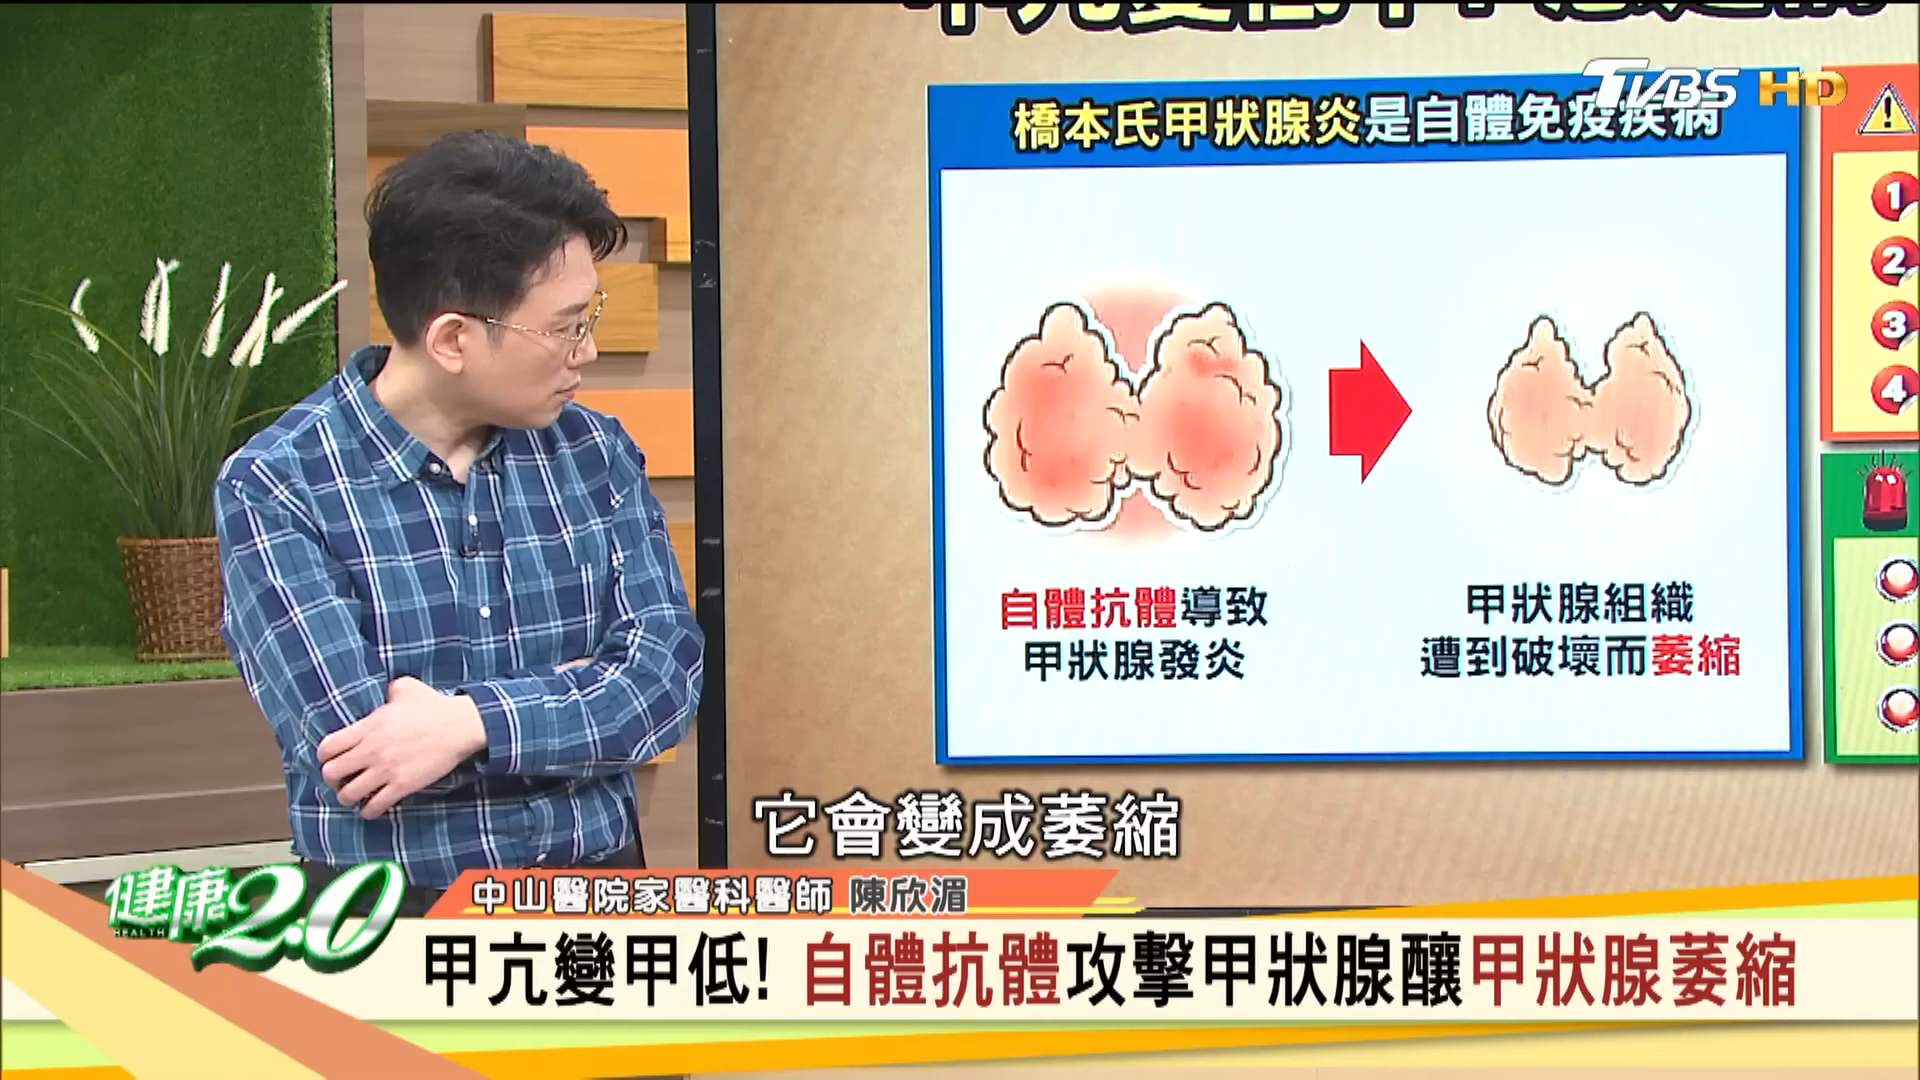 TVBS HD
橋本氏甲狀腺炎是自體免疫疾病
1
2
3
4
自體抗體導致
甲狀腺發炎
甲狀腺組織
遭到破壞而萎縮
它會變成萎縮
健康2.0
HEALTH
中山醫院家醫科醫師 陳欣湄
甲亢變甲低! 自體抗體攻擊甲狀腺釀甲狀腺萎縮